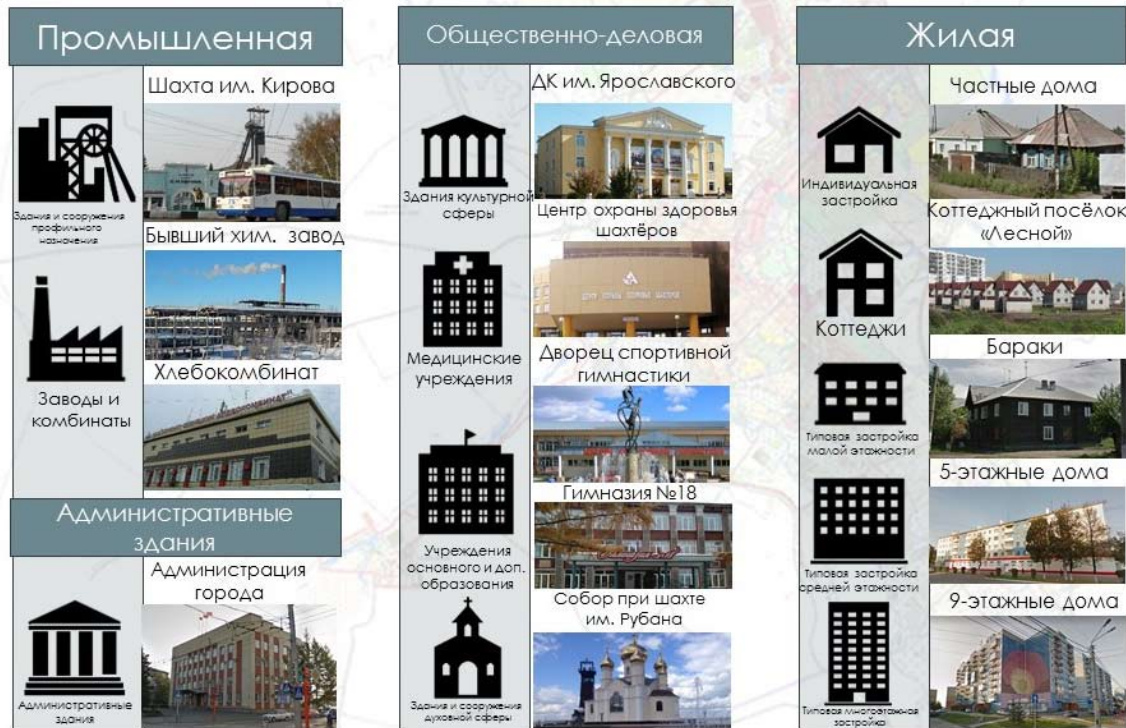 Промышленная
Шахта им. Кирова
Здания и сооружения
профильного
назначения
Бывший хим. завод
Хлебокомбинат
Заводы и
комбинаты
Административные
здания
Администрация
города
Административные
здания
Общественно-деловая
ДК им. Ярославского
Здания культурной
сферы
Центр охраны здоровья
шахтёров
ЦЕНТР ОХРАНЫ ЗДОРОВЬЯ ШАХТЕРОВ
Медицинские
учреждения
Дворец спортивной
гимнастики
Гимназия №18
Учреждения
основного и доп.
образования
Собор при шахте
им. Рубана
Здания и сооружения
духовной сферы
Жилая
Частные дома
Индивидуальная
застройка
Коттеджный посёлок
«Лесной»
Коттеджи
Бараки
Типовая застройка
малой этажности
5-этажные дома
Типовая застройка
средней этажности
9-этажные дома
Типовая многоэтажная
застройка